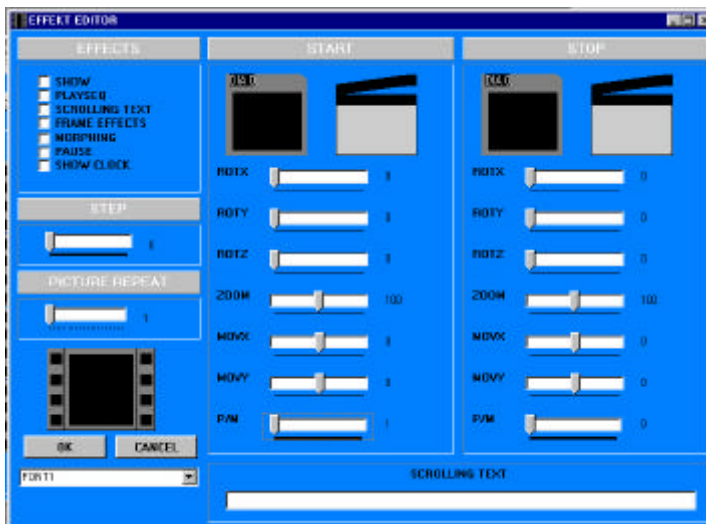 EFFEKT EDITOR
EFFECTS
SHOW
PLAYSEQ
SCROLLING TEXT
FRAME EFFECTS
MORPHING
PAUSE
SHOW CLOCK
STEP
PICTURE REPEAT
1
OK
CANCEL
FONT1
START
ROTX 0
ROTY 0
ROTZ 0
ZOOM 100
MOVX 0
MOVY 0
P/M 1
STOP
ROTX 0
ROTY 0
ROTZ 0
ZOOM 100
MOVX 0
MOVY 0
P/M 0
SCROLLING TEXT